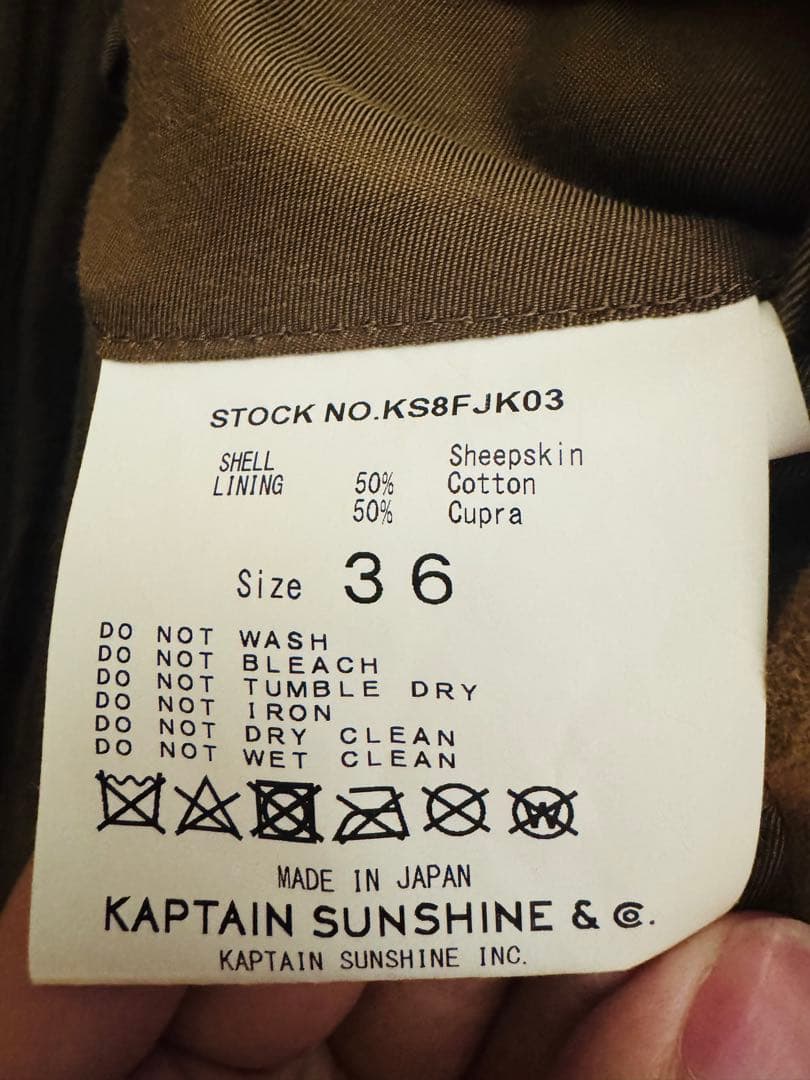 STOCK NO.KS8FJK03
SHELL Sheepskin
LINING 50% Cotton
50% Cupra
Size 36
DO NOT WASH
DO NOT BLEACH
DO NOT TUMBLE DRY
DO NOT IRON
DO NOT DRY CLEAN
DO NOT WET CLEAN
W
MADE IN JAPAN
KAPTAIN SUNSHINE & Co.
KAPTAIN SUNSHINE INC.